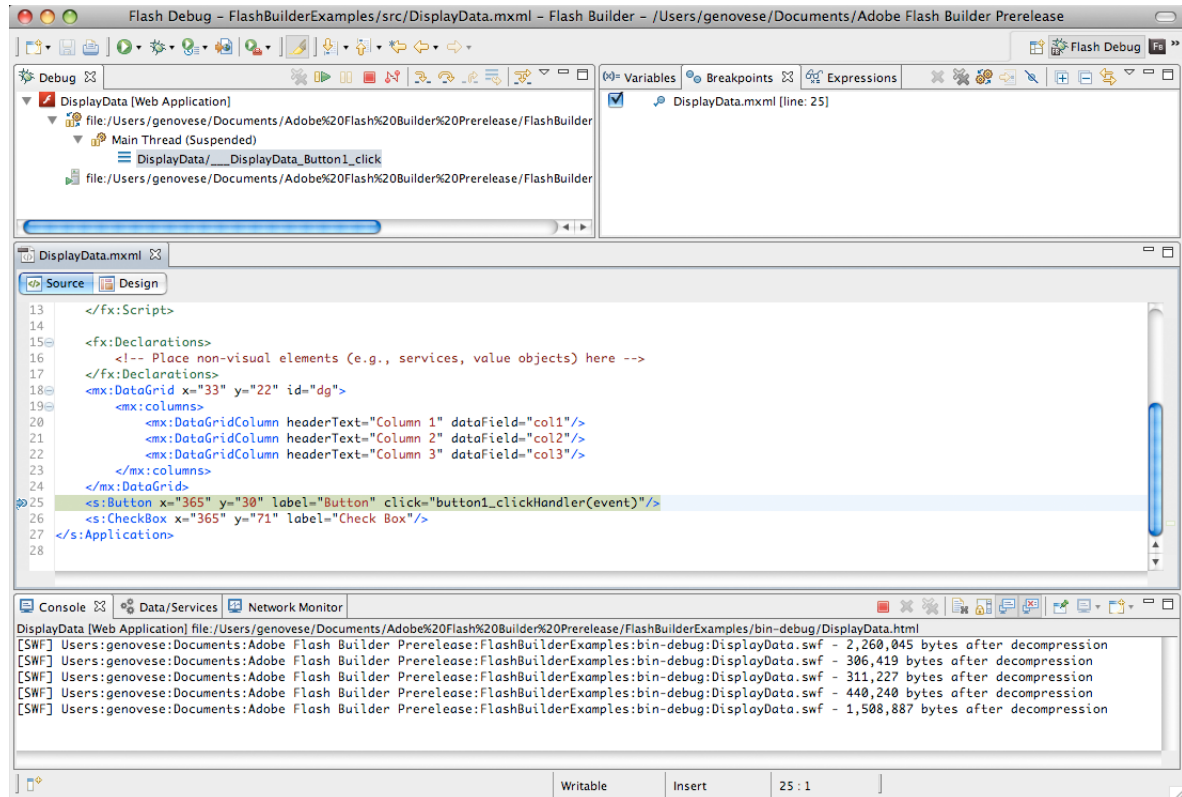 Flash Debug – FlashBuilderExamples/src/DisplayData.mxml – Flash Builder – /Users/genovese/Documents/Adobe Flash Builder Prerelease
Flash Debug
Debug
Variables
Breakpoints
Expressions
DisplayData [Web Application]
file:/Users/genovese/Documents/Adobe%20Flash%20Builder%20Prerelease/FlashBuilder
Main Thread (Suspended)
DisplayData/___DisplayData_Button1_click
file:/Users/genovese/Documents/Adobe%20Flash%20Builder%20Prerelease/FlashBuilder
DisplayData.mxml [line: 25]
DisplayData.mxml
Source
Design
13 </fx:Script>
14
15 <fx:Declarations>
16 <!-- Place non-visual elements (e.g., services, value objects) here -->
17 </fx:Declarations>
18 <mx:DataGrid x="33" y="22" id="dg">
19 <mx:columns>
20 <mx:DataGridColumn headerText="Column 1" dataField="col1"/>
21 <mx:DataGridColumn headerText="Column 2" dataField="col2"/>
22 <mx:DataGridColumn headerText="Column 3" dataField="col3"/>
23 </mx:columns>
24 </mx:DataGrid>
25 <s:Button x="365" y="30" label="Button" click="button1_clickHandler(event)"/>
26 <s:CheckBox x="365" y="71" label="Check Box"/>
27 </s:Application>
28
Console
Data/Services
Network Monitor
DisplayData [Web Application] file:/Users/genovese/Documents/Adobe%20Flash%20Builder%20Prerelease/FlashBuilderExamples/bin-debug/DisplayData.html
[SWF] Users:genovese:Documents:Adobe Flash Builder Prerelease:FlashBuilderExamples:bin-debug:DisplayData.swf - 2,260,045 bytes after decompression
[SWF] Users:genovese:Documents:Adobe Flash Builder Prerelease:FlashBuilderExamples:bin-debug:DisplayData.swf - 306,419 bytes after decompression
[SWF] Users:genovese:Documents:Adobe Flash Builder Prerelease:FlashBuilderExamples:bin-debug:DisplayData.swf - 311,227 bytes after decompression
[SWF] Users:genovese:Documents:Adobe Flash Builder Prerelease:FlashBuilderExamples:bin-debug:DisplayData.swf - 440,240 bytes after decompression
[SWF] Users:genovese:Documents:Adobe Flash Builder Prerelease:FlashBuilderExamples:bin-debug:DisplayData.swf - 1,508,887 bytes after decompression
Writable
Insert
25 : 1